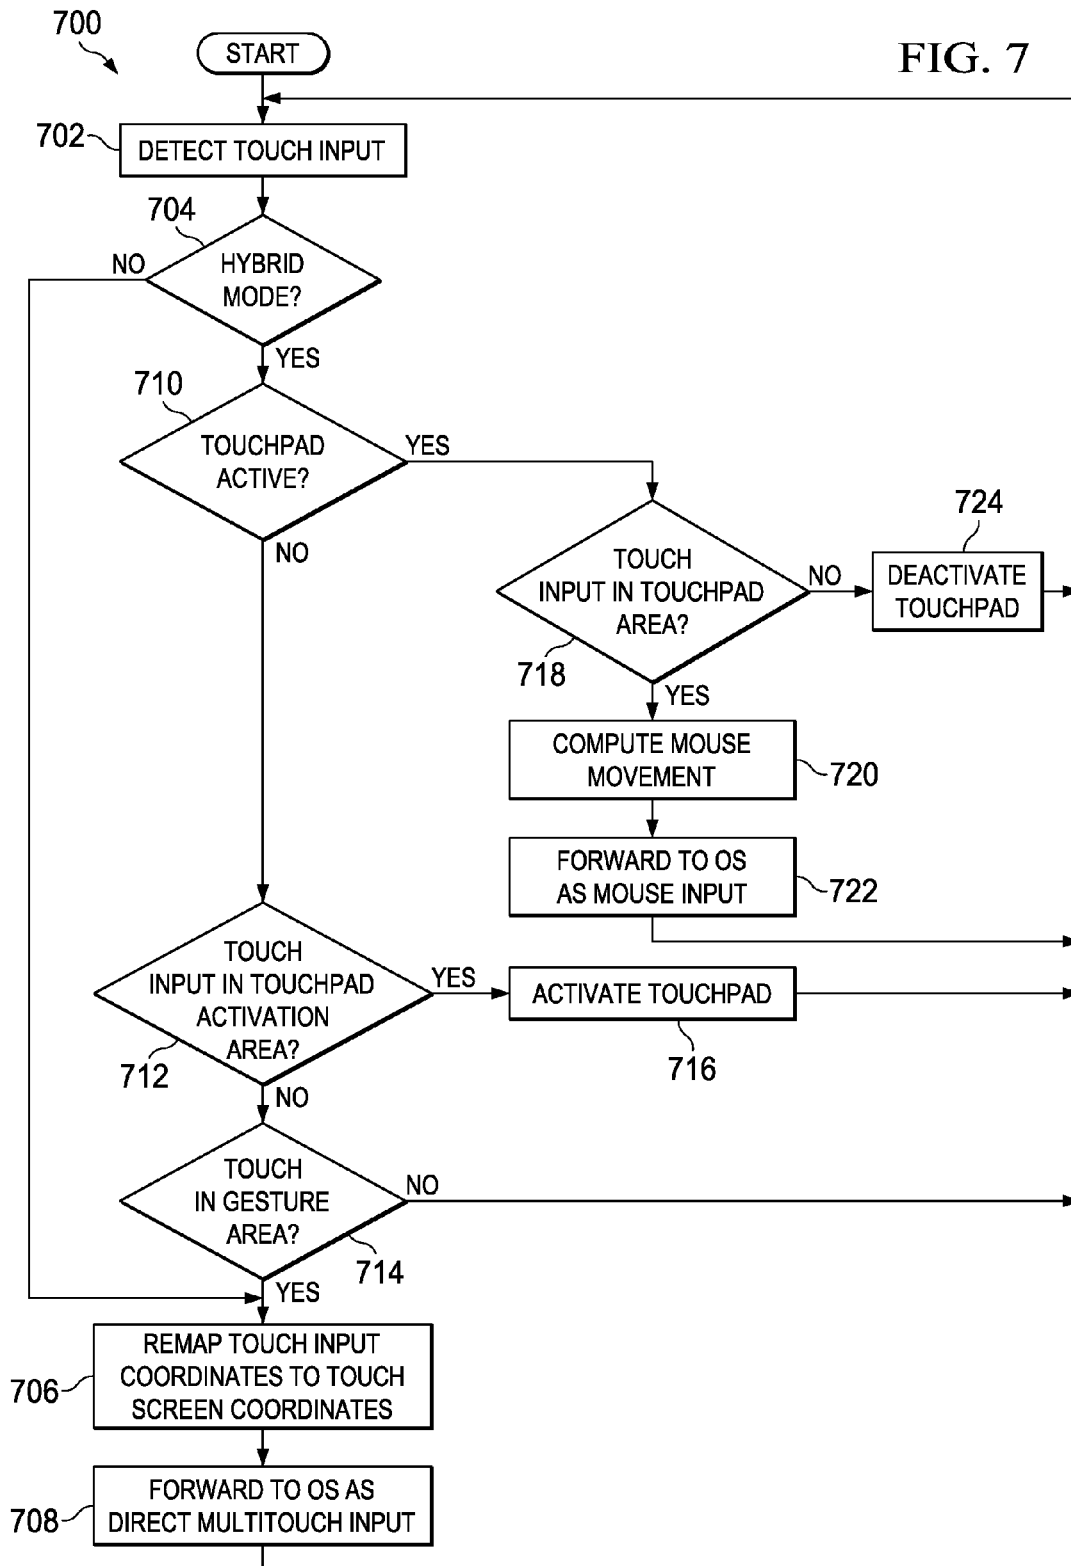 700
START
FIG. 7
702
DETECT TOUCH INPUT
704
NO
HYBRID
MODE?
YES
710
TOUCHPAD
ACTIVE?
YES
NO
TOUCH
INPUT IN TOUCHPAD
AREA?
718
NO
724
DEACTIVATE
TOUCHPAD
YES
COMPUTE MOUSE
MOVEMENT
720
FORWARD TO OS
AS MOUSE INPUT
722
TOUCH
INPUT IN TOUCHPAD
ACTIVATION
AREA?
712
YES
ACTIVATE TOUCHPAD
716
NO
TOUCH
IN GESTURE
AREA?
714
NO
YES
REMAP TOUCH INPUT
COORDINATES TO TOUCH
SCREEN COORDINATES
706
FORWARD TO OS AS
DIRECT MULTITOUCH INPUT
708